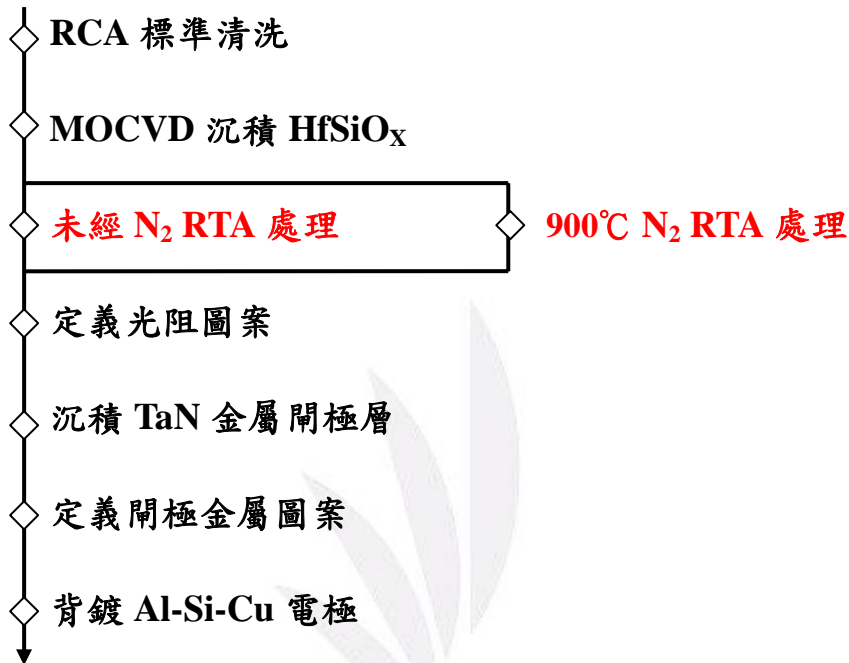 RCA 標準清洗
MOCVD 沉積 HfSiOX
未經 N2 RTA 處理
900℃ N2 RTA 處理
定義光阻圖案
沉積 TaN 金屬閘極層
定義閘極金屬圖案
背鍍 Al-Si-Cu 電極